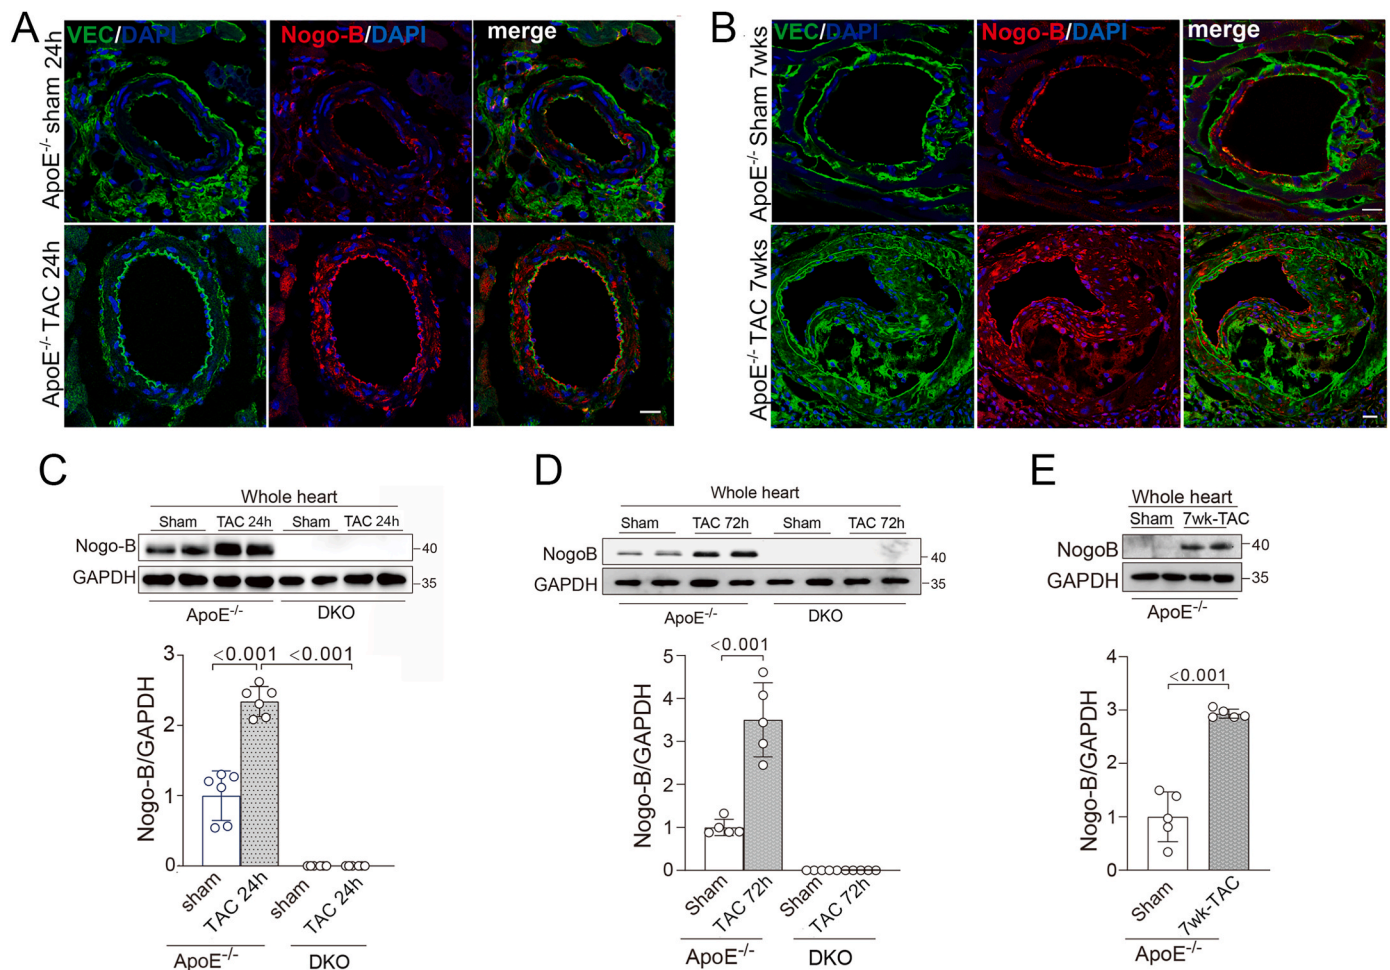 A
VEC/DAPI
Nogo-B/DAPI
merge
ApoE-/- sham 24h
ApoE-/- TAC 24h
B
VEC/DAPI
Nogo-B/DAPI
merge
ApoE-/- Sham 7wks
ApoE-/- TAC 7wks
C
Whole heart
Sham TAC 24h Sham TAC 24h
Nogo-B 40
GAPDH 35
ApoE-/- DKO
<0.001 <0.001
Nogo-B/GAPDH
3
2
1
0
sham TAC 24h sham TAC 24h
ApoE-/- DKO
D
Whole heart
Sham TAC 72h Sham TAC 72h
NogoB 40
GAPDH 35
ApoE-/- DKO
<0.001
Nogo-B/GAPDH
5
4
3
2
1
0
Sham TAC 72h Sham TAC 72h
ApoE-/- DKO
E
Whole heart
Sham 7wk-TAC
NogoB 40
GAPDH 35
ApoE-/-
<0.001
Nogo-B/GAPDH
4
3
2
1
0
Sham 7wk-TAC
ApoE-/-